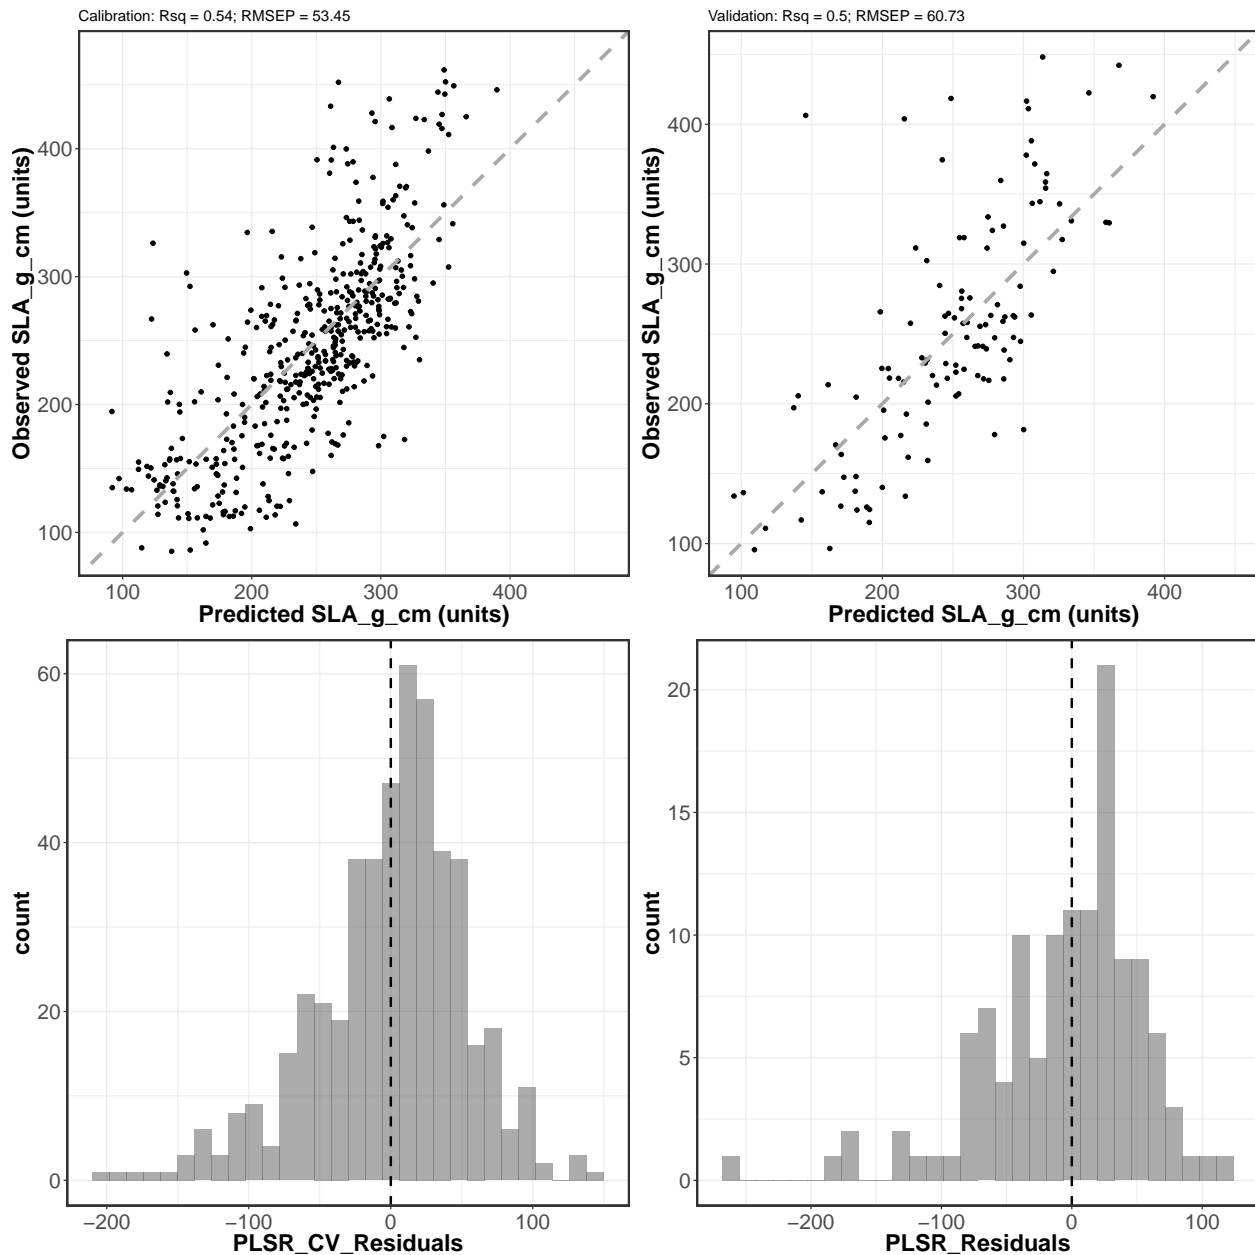 Calibration: Rsq = 0.54; RMSEP = 53.45
Observed SLA_g_cm (units)
400
300
200
100
100 200 300 400
Predicted SLA_g_cm (units)
Validation: Rsq = 0.5; RMSEP = 60.73
Observed SLA_g_cm (units)
400
300
200
100
100 200 300 400
Predicted SLA_g_cm (units)
count
60
40
20
0
−200 −100 0 100
PLSR_CV_Residuals
count
20
15
10
5
0
−200 −100 0 100
PLSR_Residuals